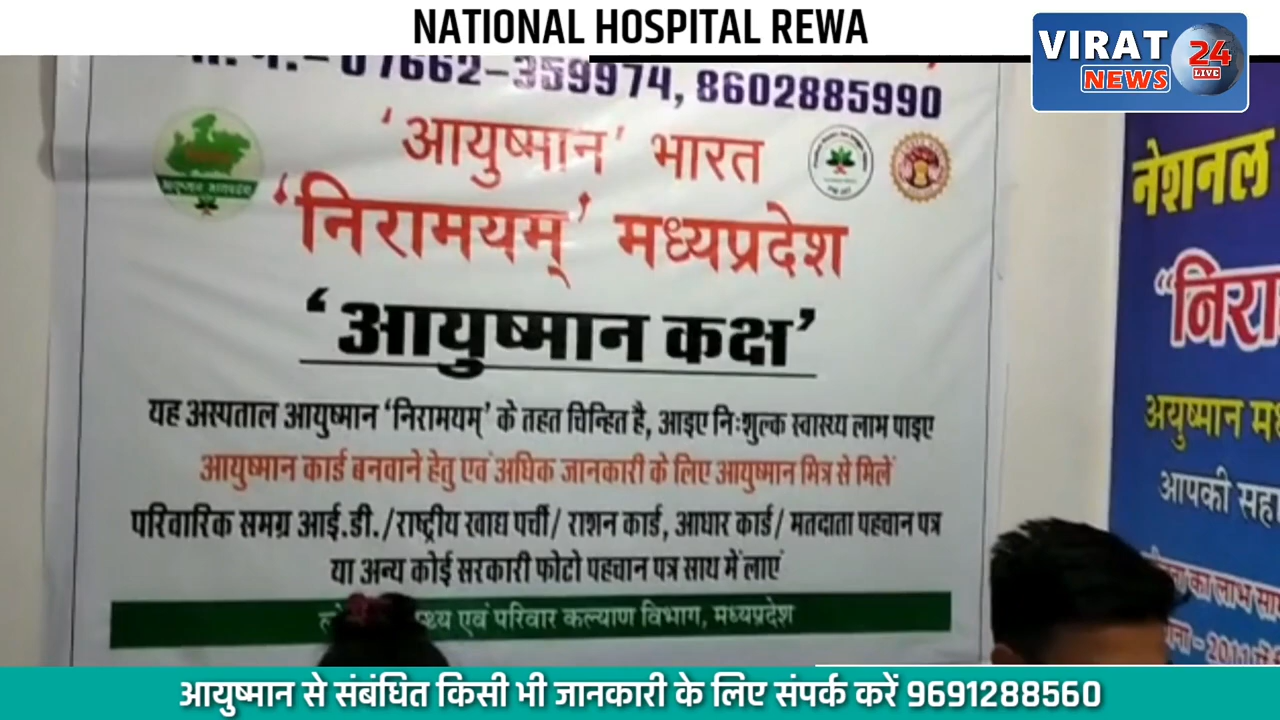 NATIONAL HOSPITAL REWA
VIRAT
NEWS
24
LIVE
07662-359974, 8602885990
'आयुष्मान' भारत
'निरामयम्' मध्यप्रदेश
'आयुष्मान कक्ष'
यह अस्पताल आयुष्मान 'निरामयम्' के तहत चिन्हित है, आइए निःशुल्क स्वास्थ्य लाभ पाइए
आयुष्मान कार्ड बनवाने हेतु एवं अधिक जानकारी के लिए आयुष्मान मित्र से मिलें
परिवारिक समग्र आई.डी./राष्ट्रीय खाद्य पर्ची/ राशन कार्ड, आधार कार्ड/ मतदाता पहचान पत्र
या अन्य कोई सरकारी फोटो पहचान पत्र साथ में लाएं
एवं परिवार कल्याण विभाग, मध्यप्रदेश
नेशनल
"निरा
अयुष्मान मध
आपकी सहा
का लाभ
2011 में
आयुष्मान से संबंधित किसी भी जानकारी के लिए संपर्क करें 9691288560